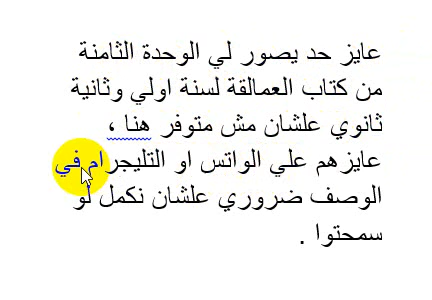 عايز حد يصور لي الوحدة الثامنة
من كتاب العمالقة لسنة اولي وثانية
ثانوي علشان مش متوفر هنا ،
عايزهم علي الواتس او التليجرام في
الوصف ضروري علشان نكمل لو
سمحتوا .